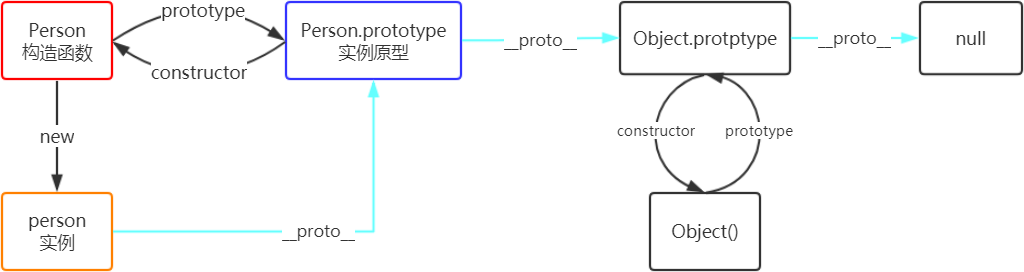 Person
构造函数
prototype
constructor
Person.prototype
实例原型
__proto__
Object.protptype
__proto__
null
new
constructor
prototype
person
实例
__proto__
Object()